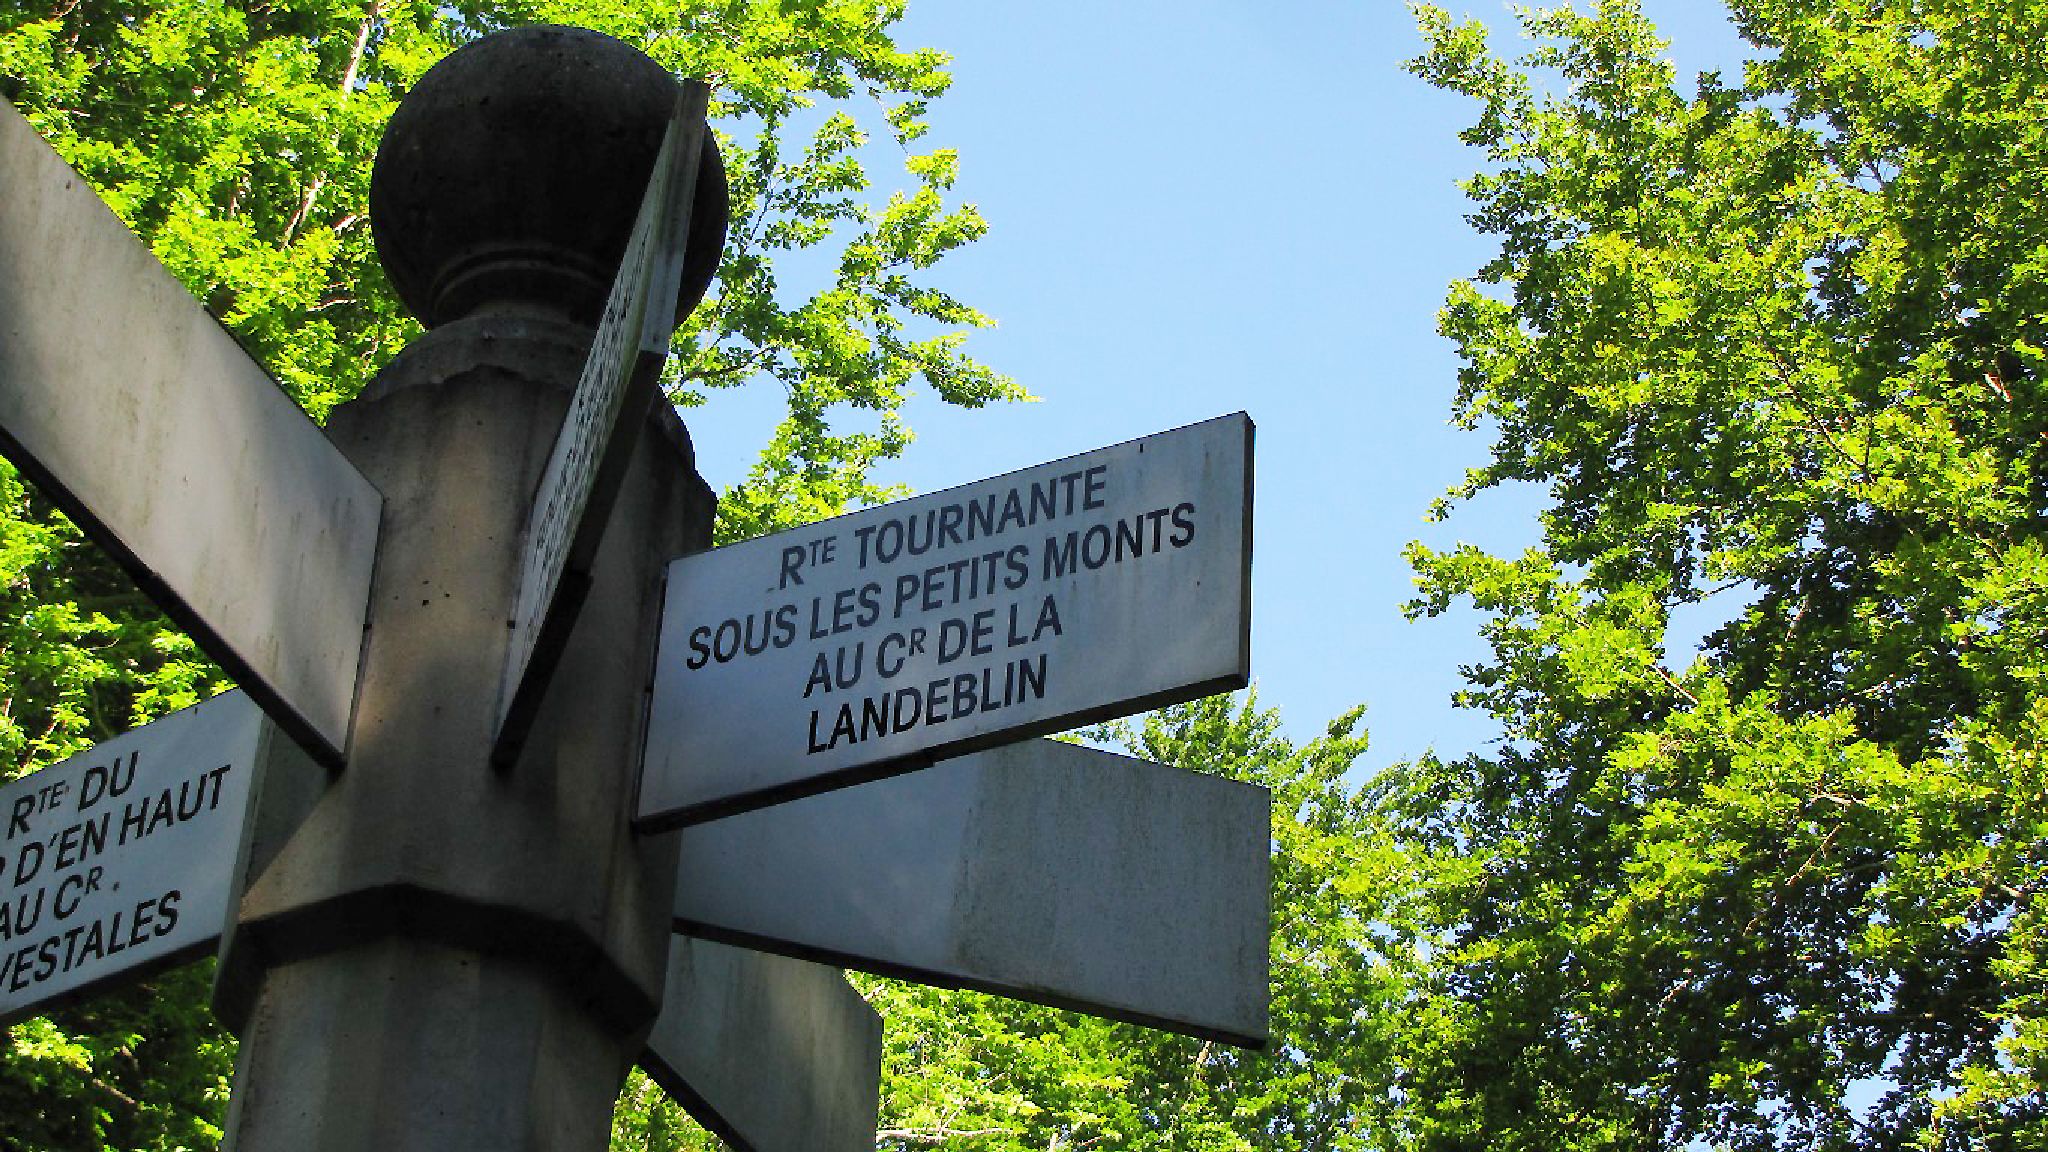 RTE TOURNANTE
SOUS LES PETITS MONTS
AU CR DE LA
LANDEBLIN
RTE DU
D'EN HAUT
AU CR
VESTALES